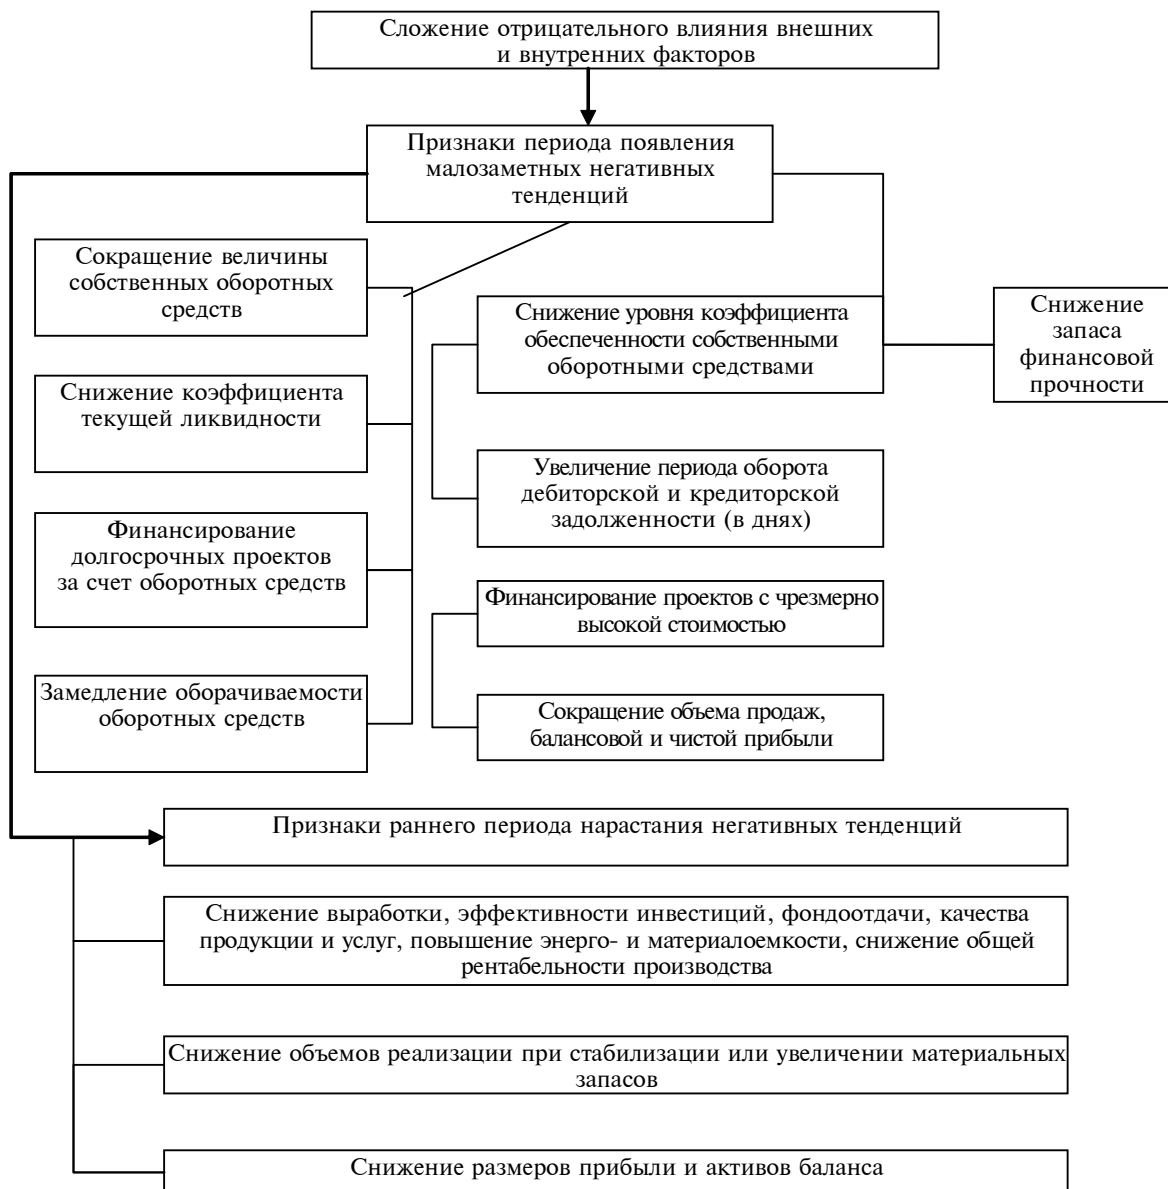 Сложение отрицательного влияния внешних
и внутренних факторов
Признаки периода появления
малозаметных негативных
тенденций
Сокращение величины
собственных оборотных
средств
Снижение коэффициента
текущей ликвидности
Финансирование
долгосрочных проектов
за счет оборотных средств
Замедление оборачиваемости
оборотных средств
Снижение уровня коэффициента
обеспеченности собственными
оборотными средствами
Увеличение периода оборота
дебиторской и кредиторской
задолженности (в днях)
Финансирование проектов с чрезмерно
высокой стоимостью
Сокращение объема продаж,
балансовой и чистой прибыли
Снижение
запаса
финансовой
прочности
Признаки раннего периода нарастания негативных тенденций
Снижение выработки, эффективности инвестиций, фондоотдачи, качества
продукции и услуг, повышение энерго- и материалоемкости, снижение общей
рентабельности производства
Снижение объемов реализации при стабилизации или увеличении материальных
запасов
Снижение размеров прибыли и активов баланса